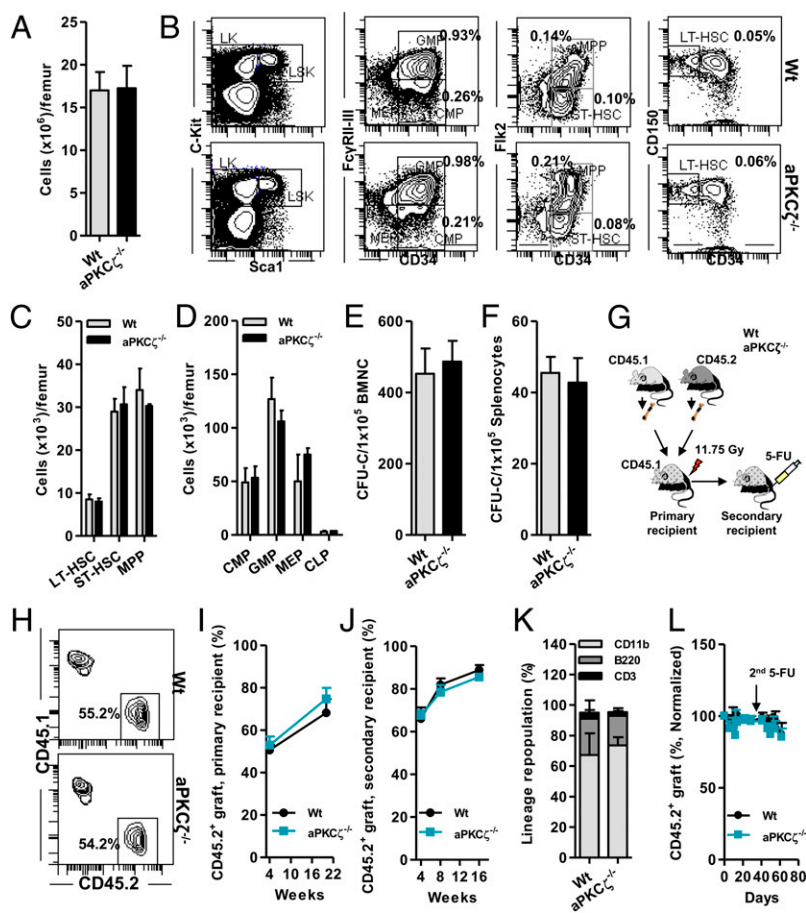 A
Cells (x10⁶)/femur
25
20
15
10
5
0
Wt
aPKCζ⁻/⁻
B
C-Kit
LK
LSK
LK
LSK
Sca1
FcγRII-III
GMP
0.93%
0.26%
MEP
CMP
GMP
0.98%
0.21%
MEP
CMP
CD34
Flk2
0.14%
MPP
0.10%
ST-HSC
0.21%
MPP
0.08%
ST-HSC
CD34
CD150
LT-HSC
0.05%
LT-HSC
0.06%
CD34
Wt
aPKCζ⁻/⁻
C
Cells (x10³)/femur
50
40
30
20
10
0
Wt
aPKCζ⁻/⁻
LT-HSC
ST-HSC
MPP
D
Cells (x10³)/femur
200
150
100
50
0
Wt
aPKCζ⁻/⁻
CMP
GMP
MEP
CLP
E
CFU-C/1x10⁵ BMNC
600
400
200
0
Wt
aPKCζ⁻/⁻
F
CFU-C/1x10⁵ Splenocytes
60
40
20
0
Wt
aPKCζ⁻/⁻
G
Wt
aPKCζ⁻/⁻
CD45.1
CD45.2
11.75 Gy
5-FU
CD45.1
Primary
recipient
Secondary
recipient
H
CD45.1
55.2%
54.2%
CD45.2
Wt
aPKCζ⁻/⁻
I
CD45.2⁺ graft, primary recipient (%)
100
80
60
40
20
0
Wt
aPKCζ⁻/⁻
4 10 16 22
Weeks
J
CD45.2⁺ graft, secondary recipient (%)
100
80
60
40
20
0
Wt
aPKCζ⁻/⁻
4 8 12 16
Weeks
K
Lineage repopulation (%)
140
120
100
80
60
40
20
0
CD11b
B220
CD3
Wt
aPKCζ⁻/⁻
L
CD45.2⁺ graft (%, Normalized)
150
100
50
0
2ⁿᵈ 5-FU
Wt
aPKCζ⁻/⁻
0 20 40 60 80
Days